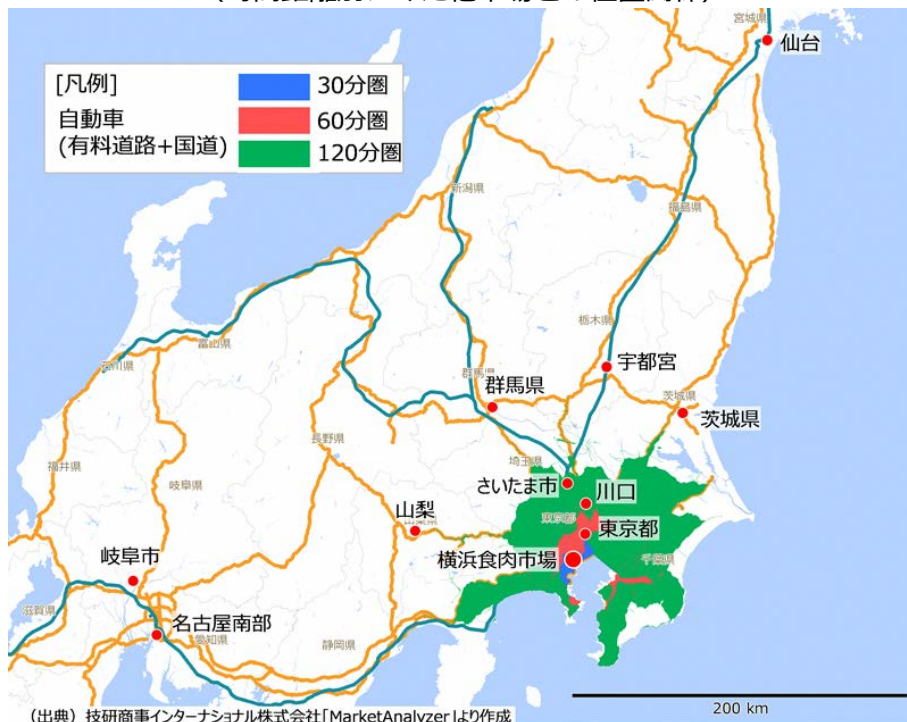 宮城県
仙台
[凡例]
30分圏
自動車
60分圏
(有料道路+国道)
120分圏
新潟県
福島県
栃木県
富山県
石川県
宇都宮
群馬県
群馬県
茨城県
茨城県
長野県
埼玉県
福井県
岐阜県
さいたま市
川口
山梨
山梨県
東京都
東京都
横浜食肉市場
千葉県
岐阜市
滋賀県
名古屋南部
愛知県
静岡県
200 km
(出典) 技研商事インターナショナル株式会社「MarketAnalyzer」より作成